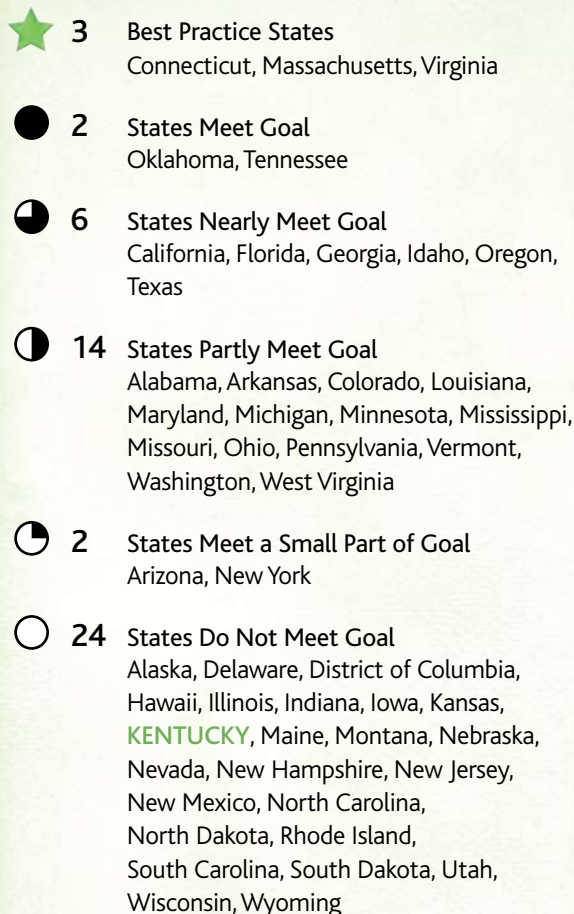 3 Best Practice States
Connecticut, Massachusetts, Virginia
2 States Meet Goal
Oklahoma, Tennessee
6 States Nearly Meet Goal
California, Florida, Georgia, Idaho, Oregon,
Texas
14 States Partly Meet Goal
Alabama, Arkansas, Colorado, Louisiana,
Maryland, Michigan, Minnesota, Mississippi,
Missouri, Ohio, Pennsylvania, Vermont,
Washington, West Virginia
2 States Meet a Small Part of Goal
Arizona, New York
24 States Do Not Meet Goal
Alaska, Delaware, District of Columbia,
Hawaii, Illinois, Indiana, Iowa, Kansas,
KENTUCKY, Maine, Montana, Nebraska,
Nevada, New Hampshire, New Jersey,
New Mexico, North Carolina,
North Dakota, Rhode Island,
South Carolina, South Dakota, Utah,
Wisconsin, Wyoming